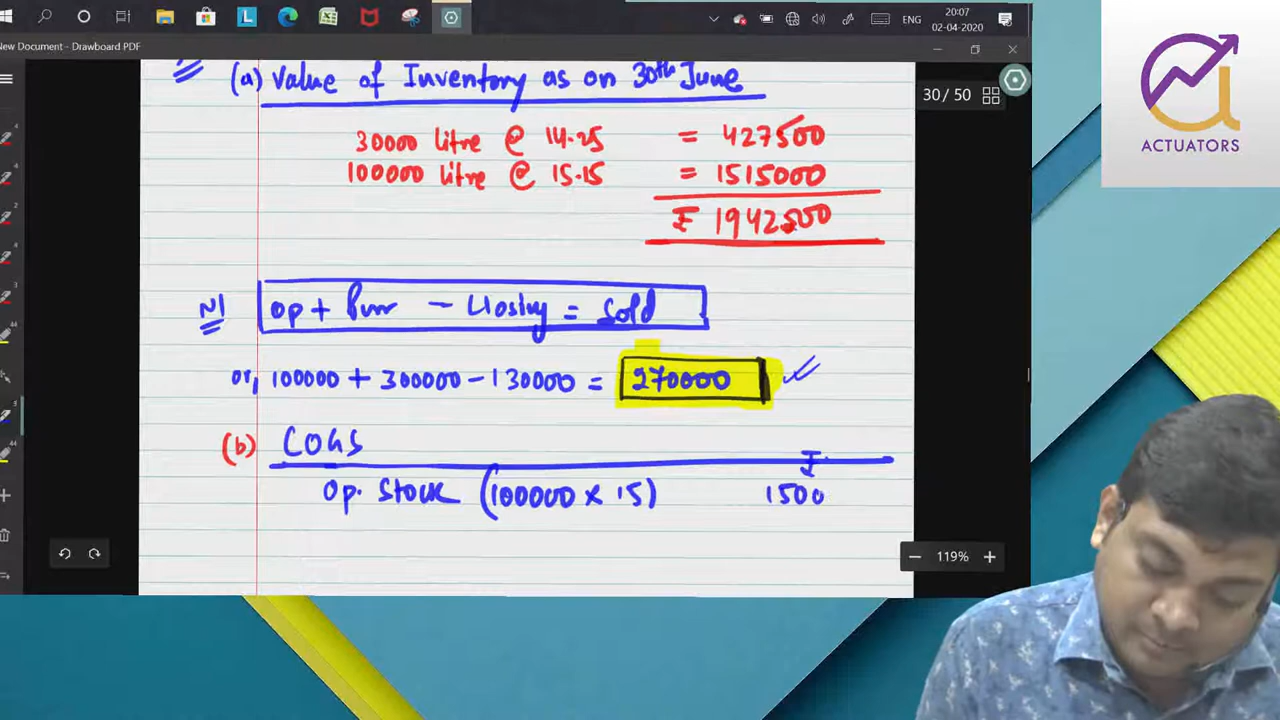 ENG
20:07
02-04-2020
New Document - Drawboard PDF
30 / 50
ACTUATORS
(a) Value of Inventory as on 30th June
30000 litre @ 14.25 = 427500
100000 litre @ 15.15 = 1515000
₹ 1942500
N1 Op + Purr - Closing = Sold
or, 100000 + 300000 - 130000 = 270000
(b) COGS
₹
Op. Stock (100000 x 15) 1500
119%